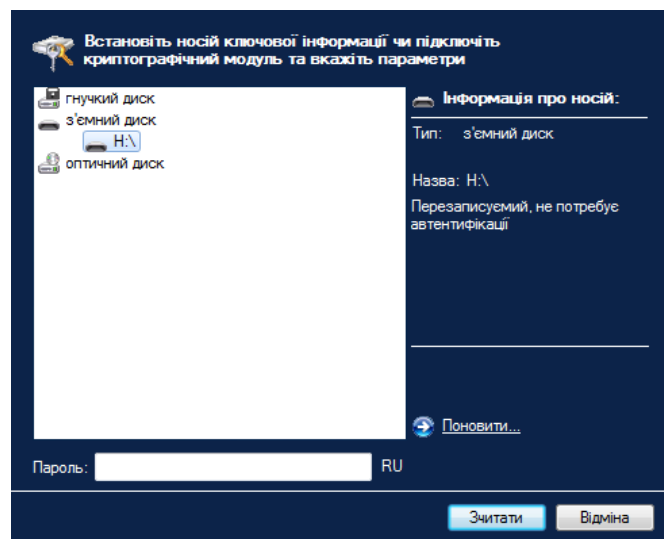 Встановіть носій ключової інформації чи підключіть
криптографічний модуль та вкажіть параметри
гнучкий диск
з'ємний диск
H:\
оптичний диск
Інформація про носій:
Тип: з'ємний диск
Назва: H:\
Перезаписуємий, не потребує
автентифікації
Поновити...
Пароль:
RU
Зчитати
Відміна